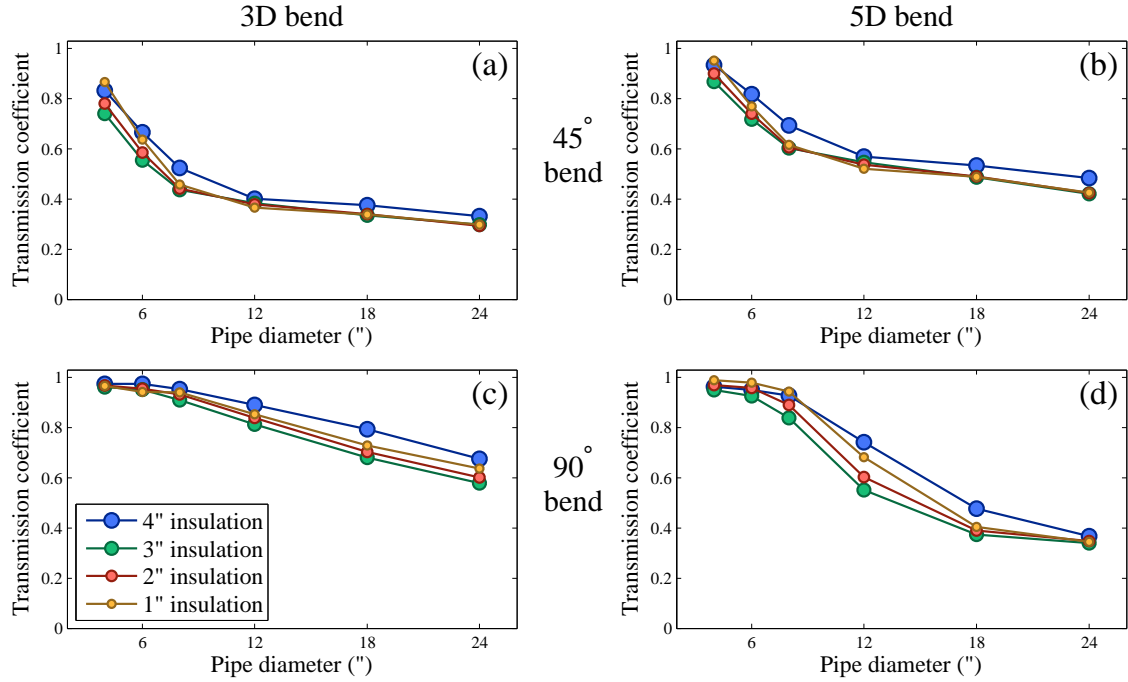 3D bend
5D bend
(a)
Transmission coefficient
1
0.8
0.6
0.4
0.2
0
6
12
18
24
Pipe diameter (")
45°
bend
(b)
Transmission coefficient
1
0.8
0.6
0.4
0.2
0
6
12
18
24
Pipe diameter (")
(c)
Transmission coefficient
1
0.8
0.6
0.4
0.2
0
4" insulation
3" insulation
2" insulation
1" insulation
6
12
18
24
Pipe diameter (")
90°
bend
(d)
Transmission coefficient
1
0.8
0.6
0.4
0.2
0
6
12
18
24
Pipe diameter (")